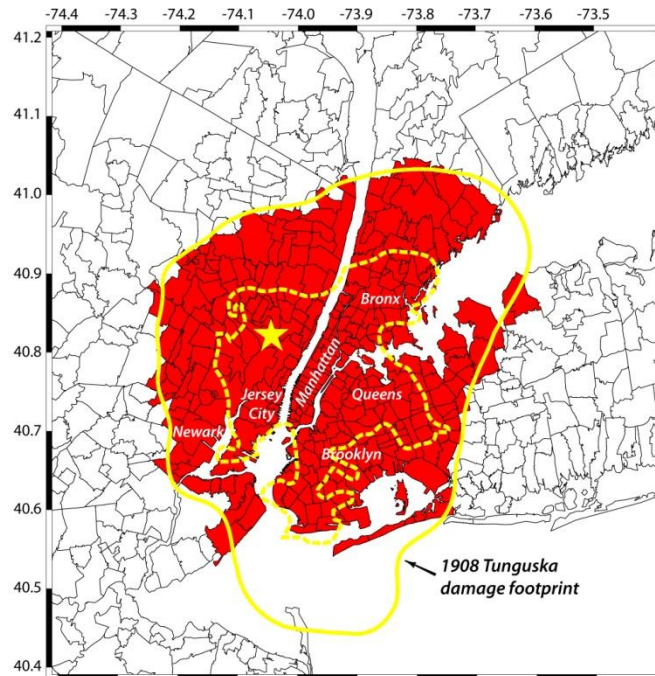 -74.4 -74.3 -74.2 -74.1 -74.0 -73.9 -73.8 -73.7 -73.6 -73.5
41.2
41.1
41.0
40.9
Bronx
40.8
Manhattan
Jersey
City
Queens
40.7
Newark
Brooklyn
40.6
1908 Tunguska
damage footprint
40.5
40.4